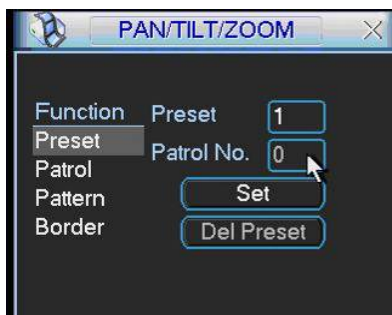 PAN/TILT/ZOOM
Function
Preset
Patrol
Pattern
Border
Preset 1
Patrol No. 0
Set
Del Preset